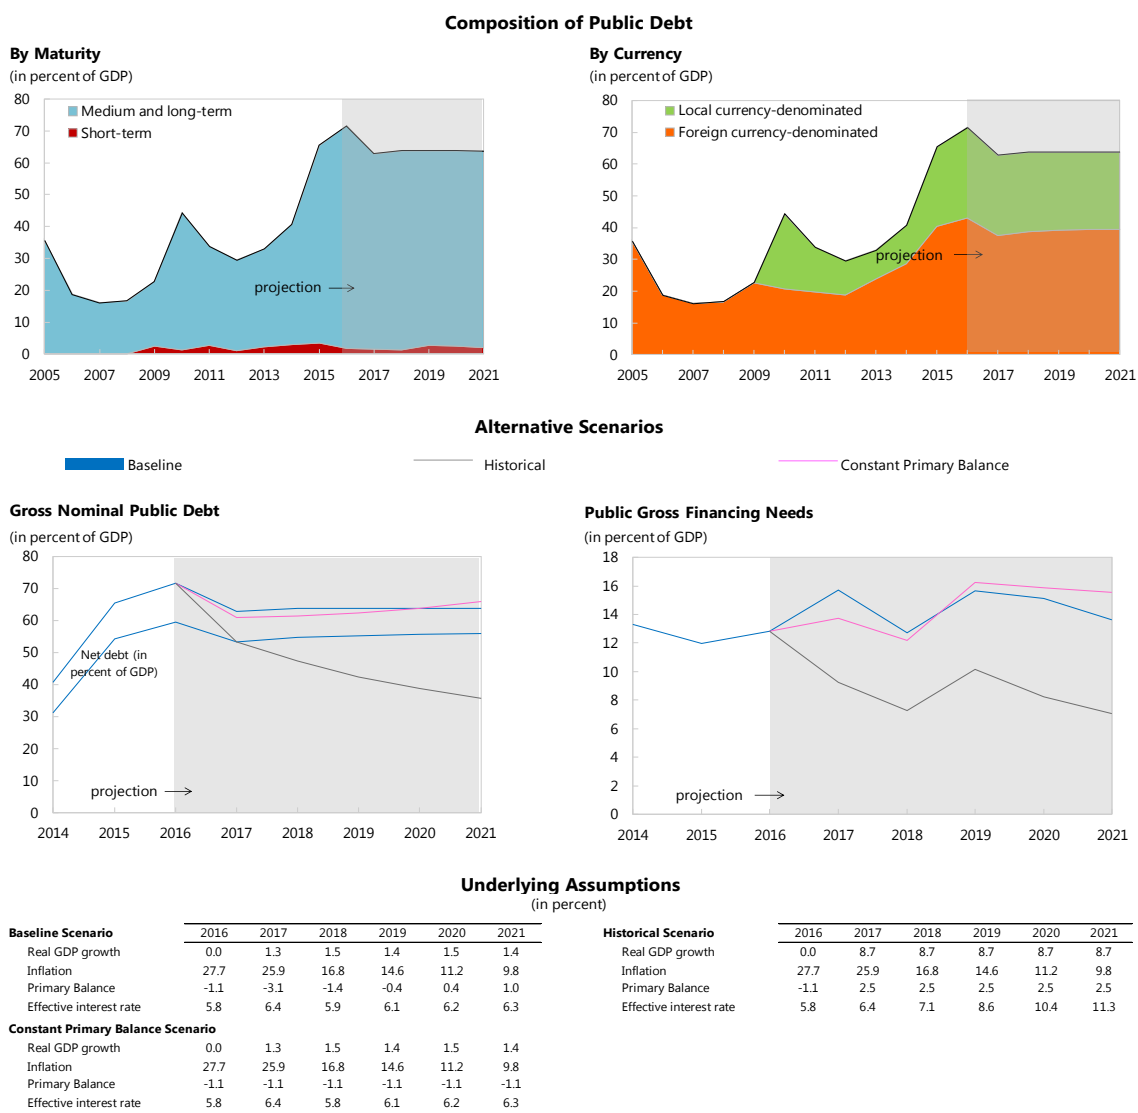 Composition of Public Debt
By Maturity
(in percent of GDP)
80
70
60
50
40
30
20
10
0
Medium and long-term
Short-term
projection
2005 2007 2009 2011 2013 2015 2017 2019 2021
By Currency
(in percent of GDP)
80
70
60
50
40
30
20
10
0
Local currency-denominated
Foreign currency-denominated
projection
2005 2007 2009 2011 2013 2015 2017 2019 2021
Alternative Scenarios
Baseline Historical Constant Primary Balance
Gross Nominal Public Debt
(in percent of GDP)
80
70
60
50
40
30
20
10
0
Net debt (in
percent of GDP)
projection
2014 2015 2016 2017 2018 2019 2020 2021
Public Gross Financing Needs
(in percent of GDP)
18
16
14
12
10
8
6
4
2
0
projection
2014 2015 2016 2017 2018 2019 2020 2021
Underlying Assumptions
(in percent)
Baseline Scenario 2016 2017 2018 2019 2020 2021
Real GDP growth 0.0 1.3 1.5 1.4 1.5 1.4
Inflation 27.7 25.9 16.8 14.6 11.2 9.8
Primary Balance -1.1 -3.1 -1.4 -0.4 0.4 1.0
Effective interest rate 5.8 6.4 5.9 6.1 6.2 6.3
Constant Primary Balance Scenario
Real GDP growth 0.0 1.3 1.5 1.4 1.5 1.4
Inflation 27.7 25.9 16.8 14.6 11.2 9.8
Primary Balance -1.1 -1.1 -1.1 -1.1 -1.1 -1.1
Effective interest rate 5.8 6.4 5.8 6.1 6.2 6.3
Historical Scenario 2016 2017 2018 2019 2020 2021
Real GDP growth 0.0 8.7 8.7 8.7 8.7 8.7
Inflation 27.7 25.9 16.8 14.6 11.2 9.8
Primary Balance -1.1 2.5 2.5 2.5 2.5 2.5
Effective interest rate 5.8 6.4 7.1 8.6 10.4 11.3